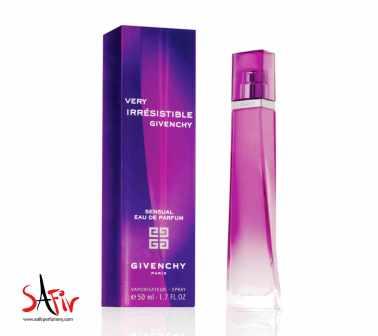 VERY
IRRÉSISTIBLE
GIVENCHY
SENSUAL
EAU DE PARFUM
GIVENCHY
PARIS
VAPORISATEUR - SPRAY
e 50 ml - 1.7 FL.OZ
SAFir